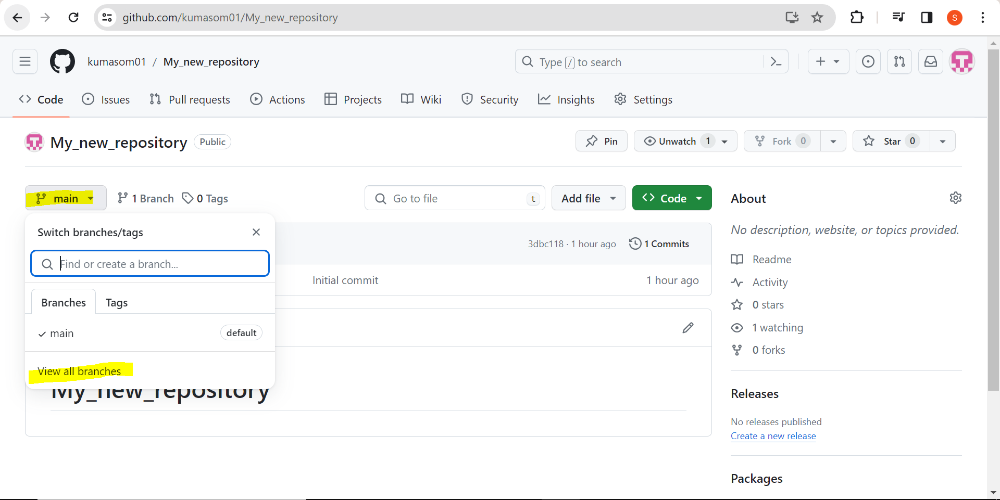 github.com/kumasom01/My_new_repository
S
kumasom01 / My_new_repository
Type / to search
Code Issues Pull requests Actions Projects Wiki Security Insights Settings
My_new_repository Public
Pin Unwatch 1 Fork 0 Star 0
main 1 Branch 0 Tags Go to file t Add file Code
Switch branches/tags
Find or create a branch...
Branches Tags
main default
View all branches
3dbc118 · 1 hour ago 1 Commits
Initial commit 1 hour ago
My_new_repository
About
No description, website, or topics provided.
Readme
Activity
0 stars
1 watching
0 forks
Releases
No releases published
Create a new release
Packages